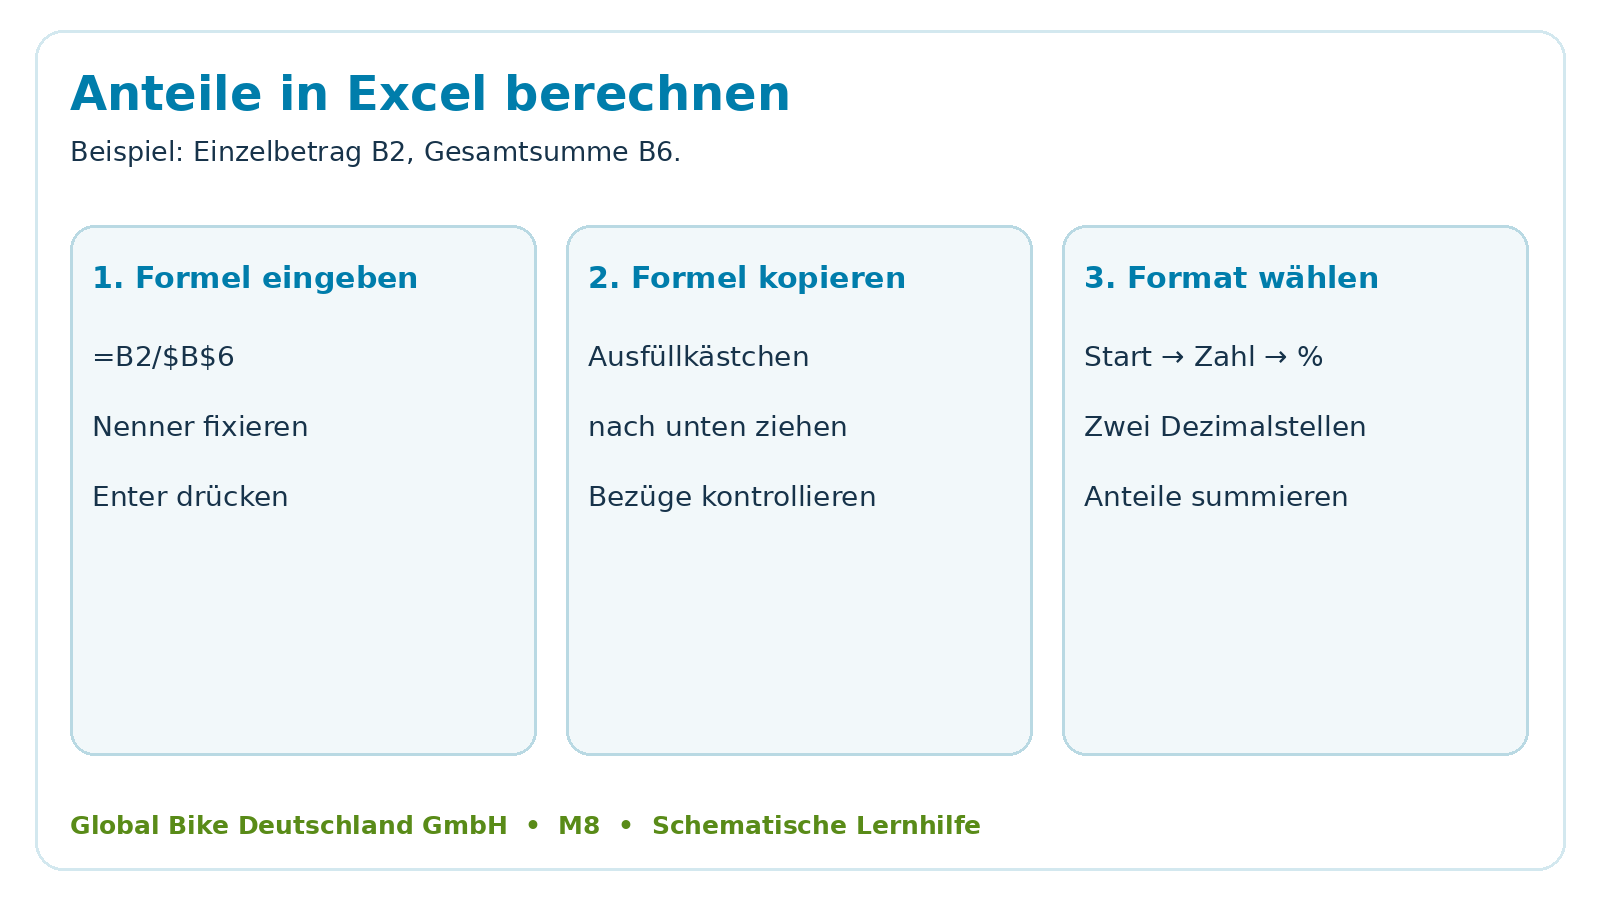 Anteile in Excel berechnen
Beispiel: Einzelbetrag B2, Gesamtsumme B6.
1. Formel eingeben
=B2/$B$6
Nenner fixieren
Enter drücken
2. Formel kopieren
Ausfüllkästchen
nach unten ziehen
Bezüge kontrollieren
3. Format wählen
Start → Zahl → %
Zwei Dezimalstellen
Anteile summieren
Global Bike Deutschland GmbH • M8 • Schematische Lernhilfe